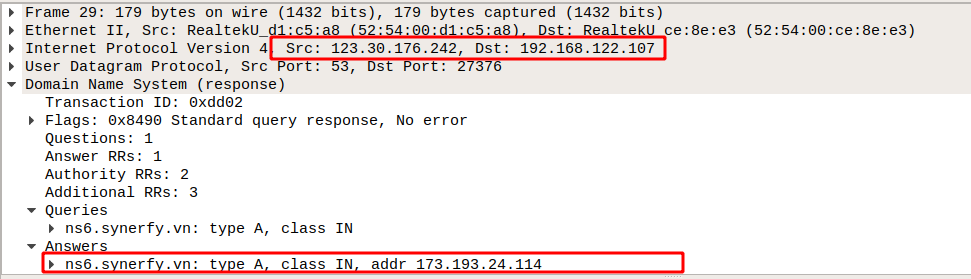 Frame 29: 179 bytes on wire (1432 bits), 179 bytes captured (1432 bits)
Ethernet II, Src: RealtekU_d1:c5:a8 (52:54:00:d1:c5:a8), Dst: RealtekU_ce:8e:e3 (52:54:00:ce:8e:e3)
Internet Protocol Version 4, Src: 123.30.176.242, Dst: 192.168.122.107
User Datagram Protocol, Src Port: 53, Dst Port: 27376
Domain Name System (response)
Transaction ID: 0xdd02
Flags: 0x8490 Standard query response, No error
Questions: 1
Answer RRs: 1
Authority RRs: 2
Additional RRs: 3
Queries
ns6.synerfy.vn: type A, class IN
Answers
ns6.synerfy.vn: type A, class IN, addr 173.193.24.114